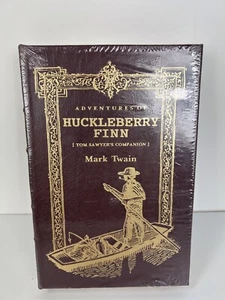 ADVENTURES OF
HUCKLEBERRY
FINN
[ TOM SAWYER'S COMPANION ]
Mark Twain